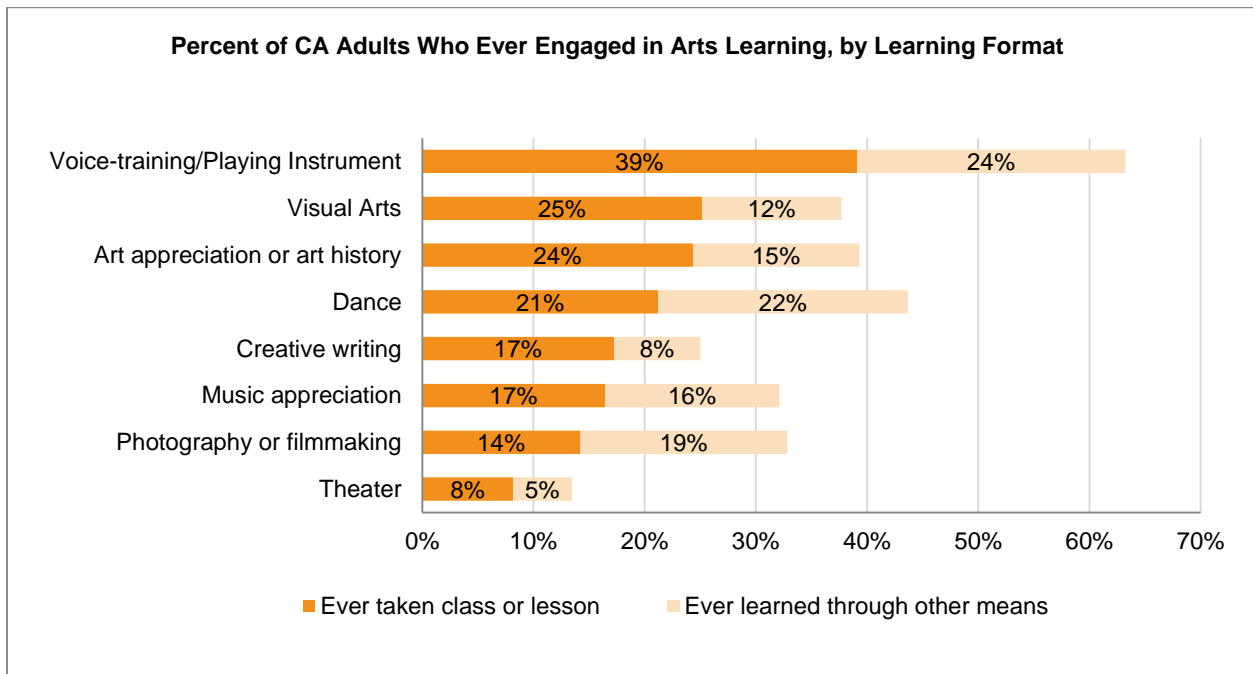 Percent of CA Adults Who Ever Engaged in Arts Learning, by Learning Format
Voice-training/Playing Instrument 39% 24%
Visual Arts 25% 12%
Art appreciation or art history 24% 15%
Dance 21% 22%
Creative writing 17% 8%
Music appreciation 17% 16%
Photography or filmmaking 14% 19%
Theater 8% 5%
0% 10% 20% 30% 40% 50% 60% 70%
Ever taken class or lesson Ever learned through other means